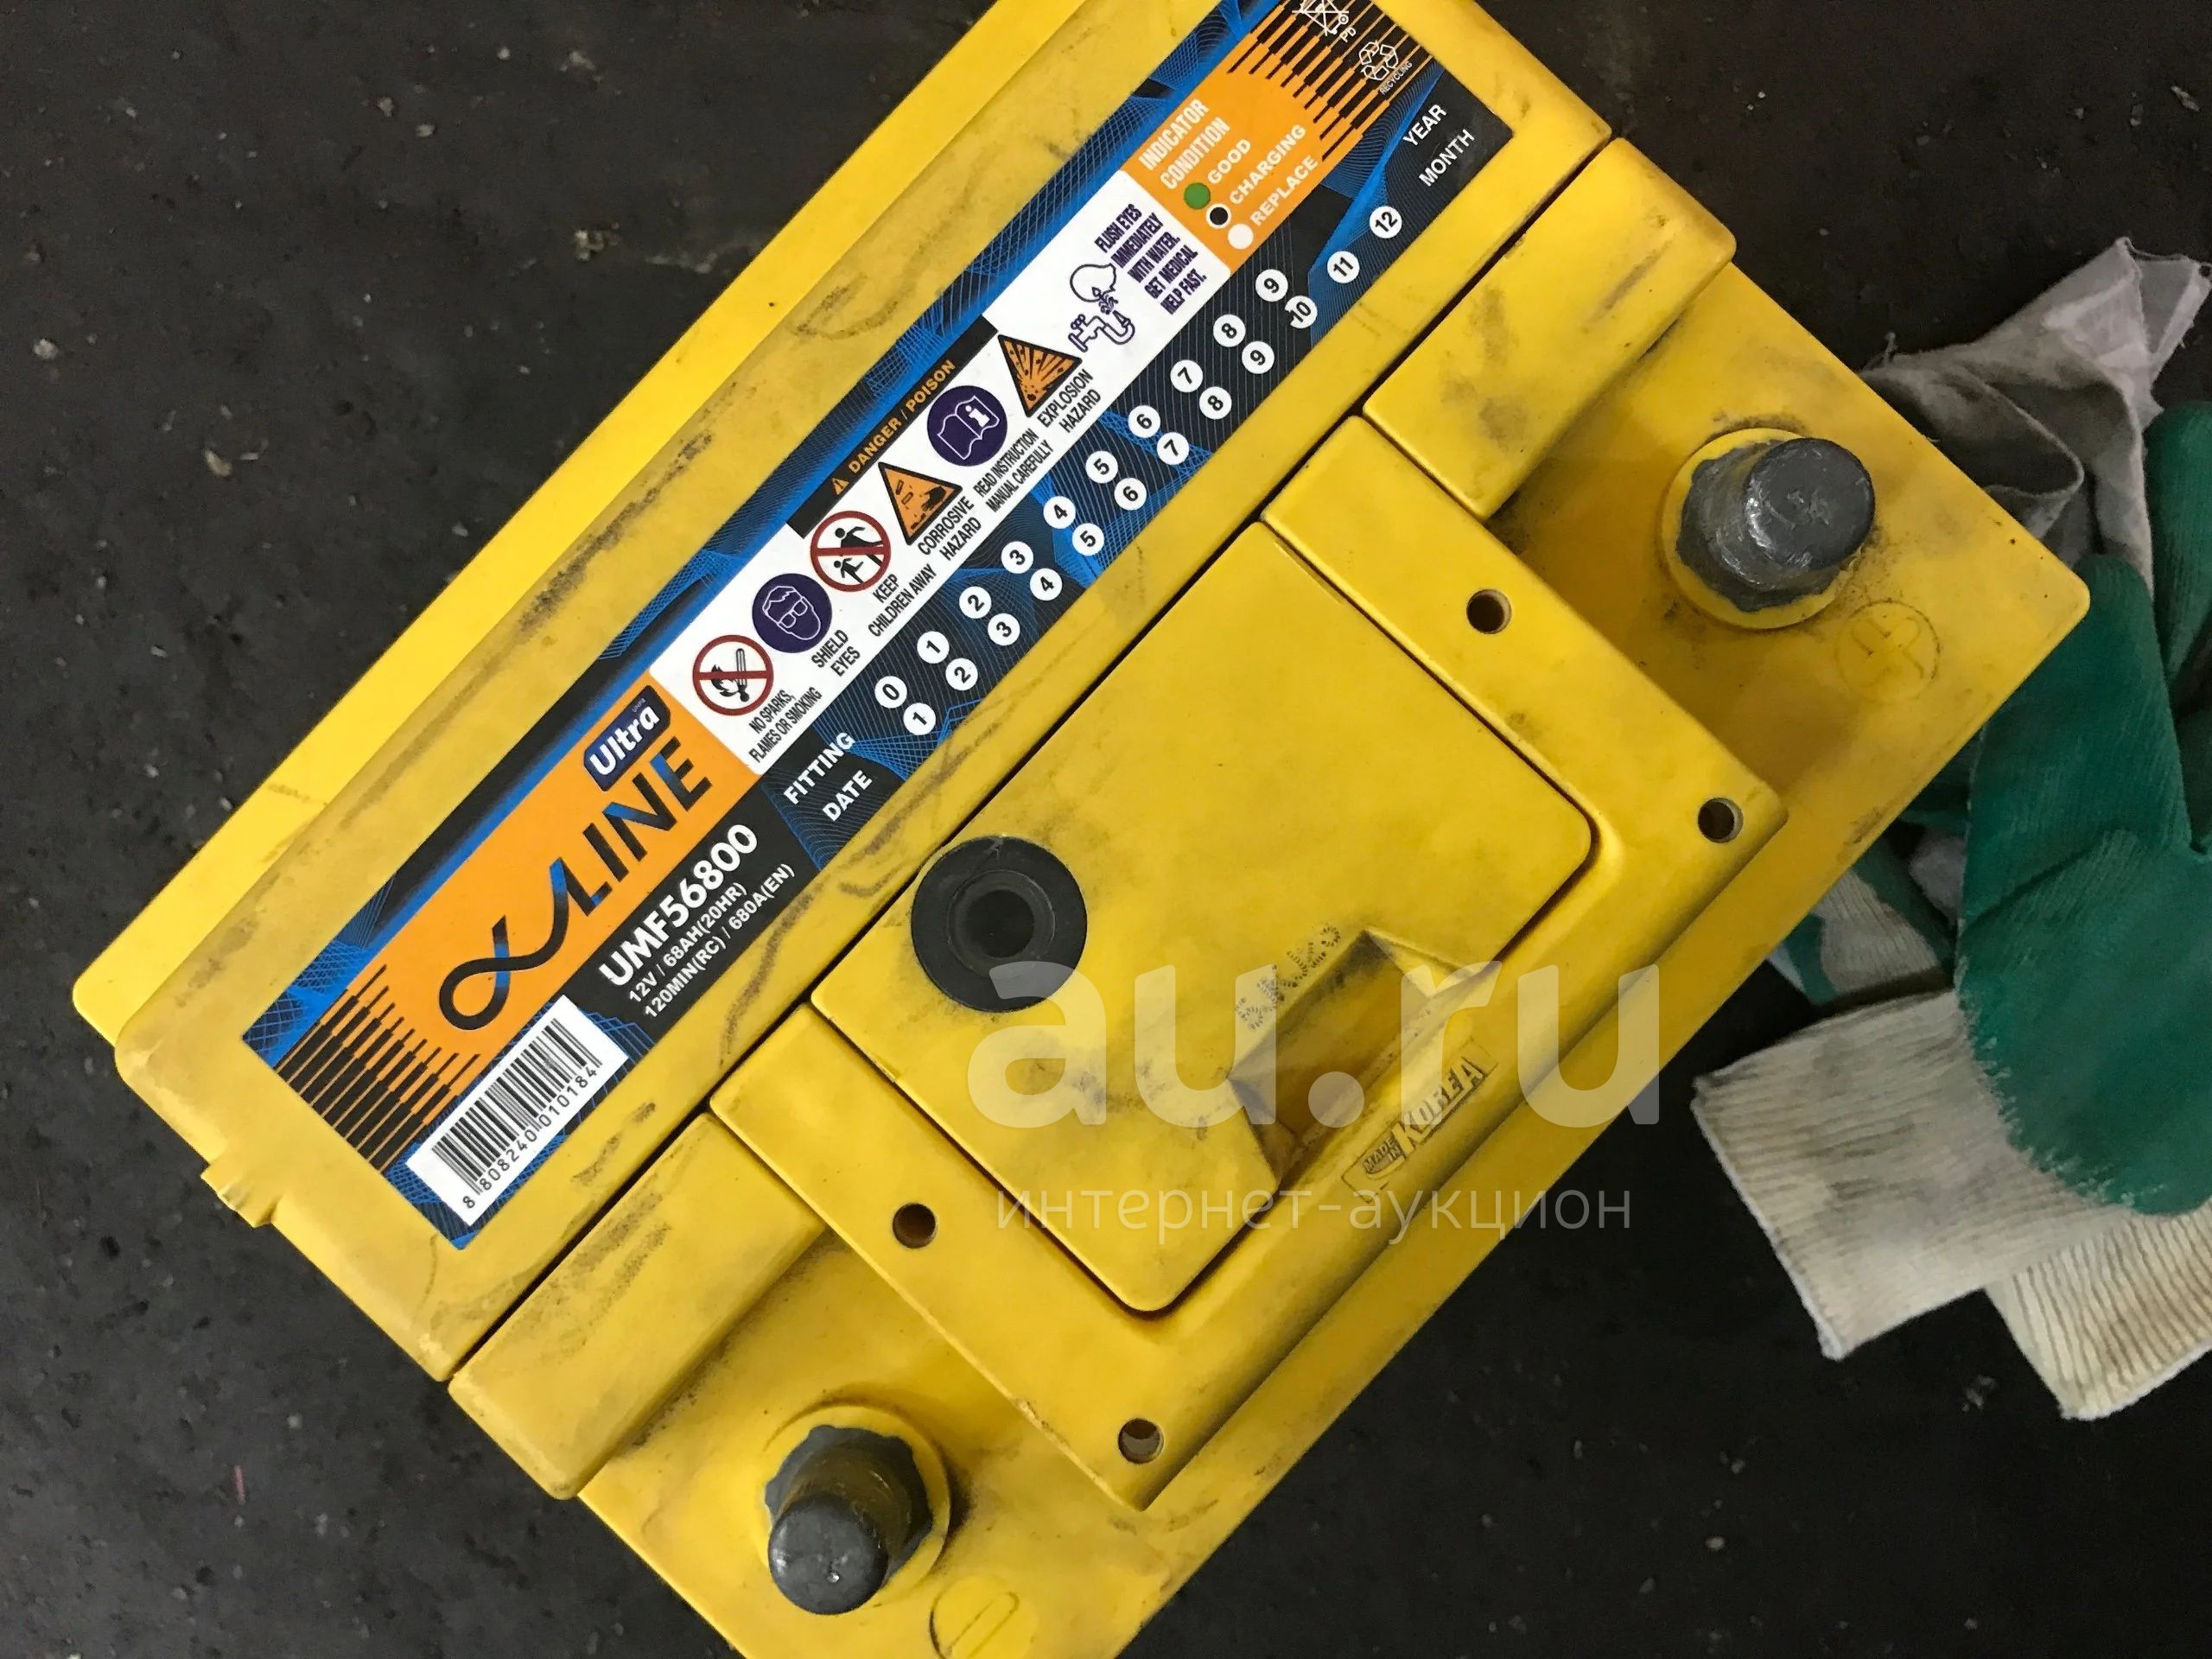 Ultra
αLINE
UMF56800
12V / 68AH(20HR)
120MIN(RC) / 680A(EN)
8 808240 010184
DANGER / POISON
NO SPARKS,
FLAMES OR SMOKING
SHIELD
EYES
KEEP
CHILDREN AWAY
CORROSIVE
HAZARD
READ INSTRUCTION
MANUAL CAREFULLY
EXPLOSION
HAZARD
FLUSH EYES
IMMEDIATELY
WITH WATER.
GET MEDICAL
HELP FAST.
INDICATOR
CONDITION
GOOD
CHARGING
REPLACE
Pb
RECYCLING
FITTING
DATE
0 1 2 3 4 5 6 7 8 9 YEAR
1 2 3 4 5 6 7 8 9 10 11 12 MONTH
MADE
IN
KOREA
au.ru
интернет-аукцион